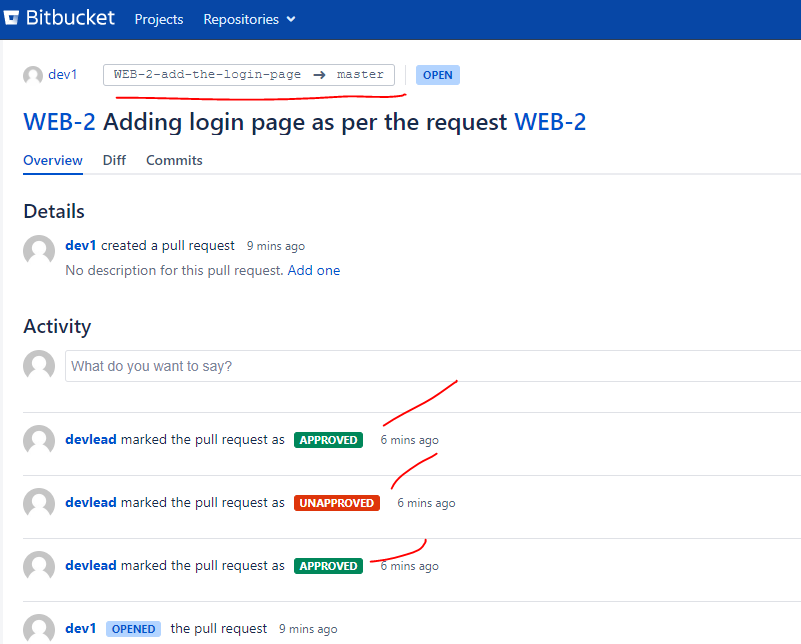 Bitbucket Projects Repositories
dev1 WEB-2-add-the-login-page → master OPEN
WEB-2 Adding login page as per the request WEB-2
Overview Diff Commits
Details
dev1 created a pull request 9 mins ago
No description for this pull request. Add one
Activity
What do you want to say?
devlead marked the pull request as APPROVED 6 mins ago
devlead marked the pull request as UNAPPROVED 6 mins ago
devlead marked the pull request as APPROVED 6 mins ago
dev1 OPENED the pull request 9 mins ago